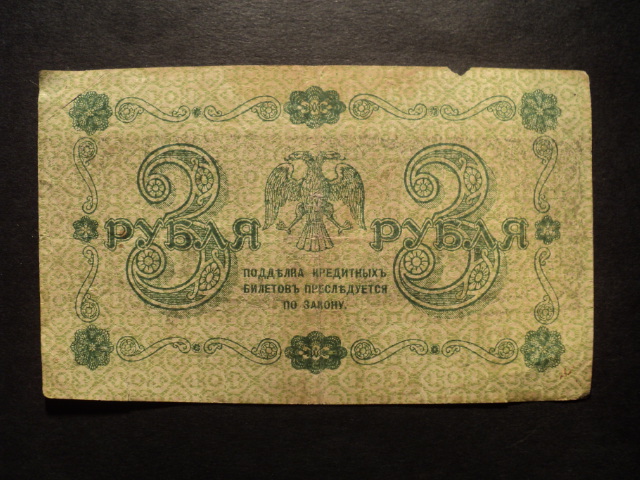 3 3
РУБЛЯ РУБЛЯ
ПОДДѢЛКА КРЕДИТНЫХЪ
БИЛЕТОВЪ ПРЕСЛѢДУЕТСЯ
ПО ЗАКОНУ.